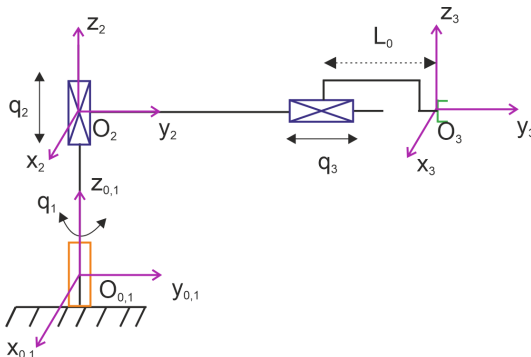 z₂
z₃
L₀
q₂
O₂
y₂
x₂
q₃
O₃
y₃
x₃
z₀,₁
q₁
O₀,₁
y₀,₁
x₀,₁